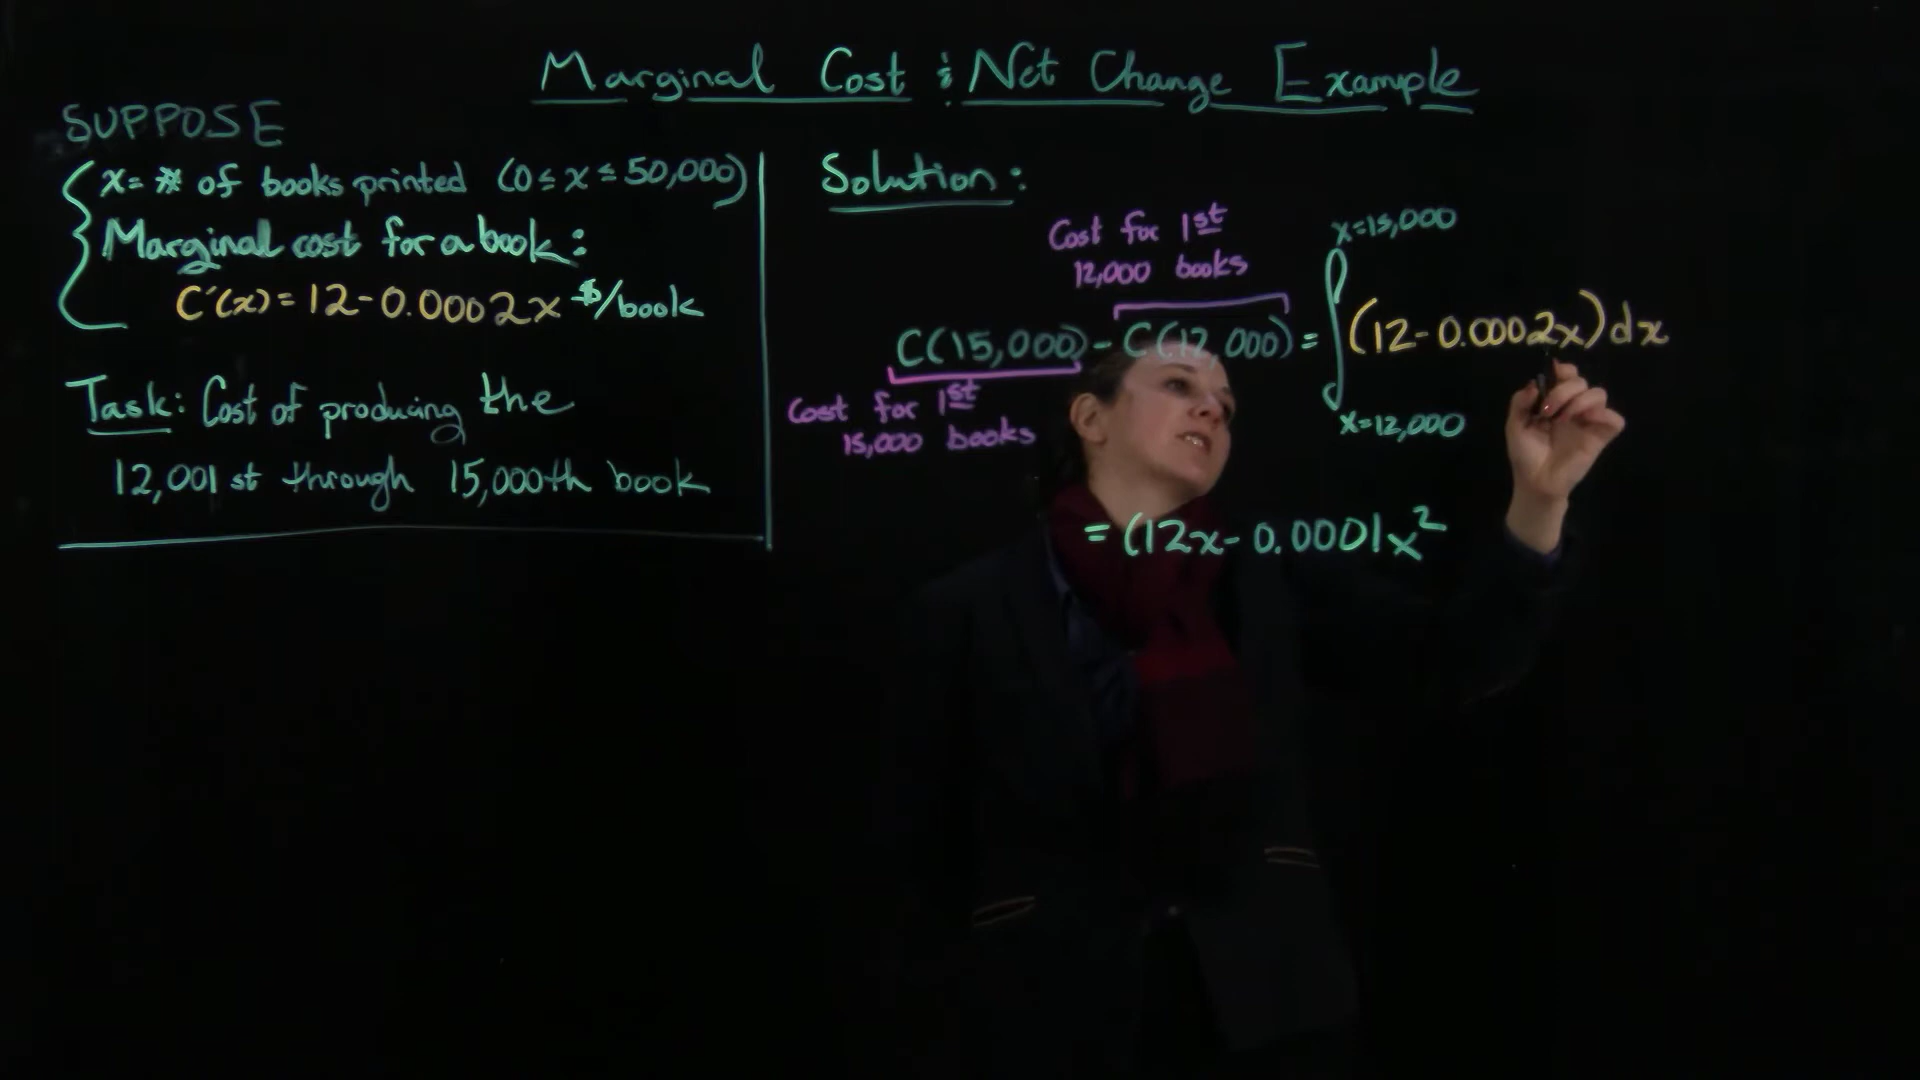 Marginal Cost & Net Change Example
SUPPOSE
x = # of books printed (0 ≤ x ≤ 50,000)
Marginal cost for a book:
C'(x) = 12 - 0.0002x $/book
Task: Cost of producing the
12,001st through 15,000th book
Solution:
Cost for 1st
12,000 books
x=15,000
C(15,000) - C(12,000) = ∫ (12 - 0.0002x) dx
x=12,000
Cost for 1st
15,000 books
= (12x - 0.0001x²